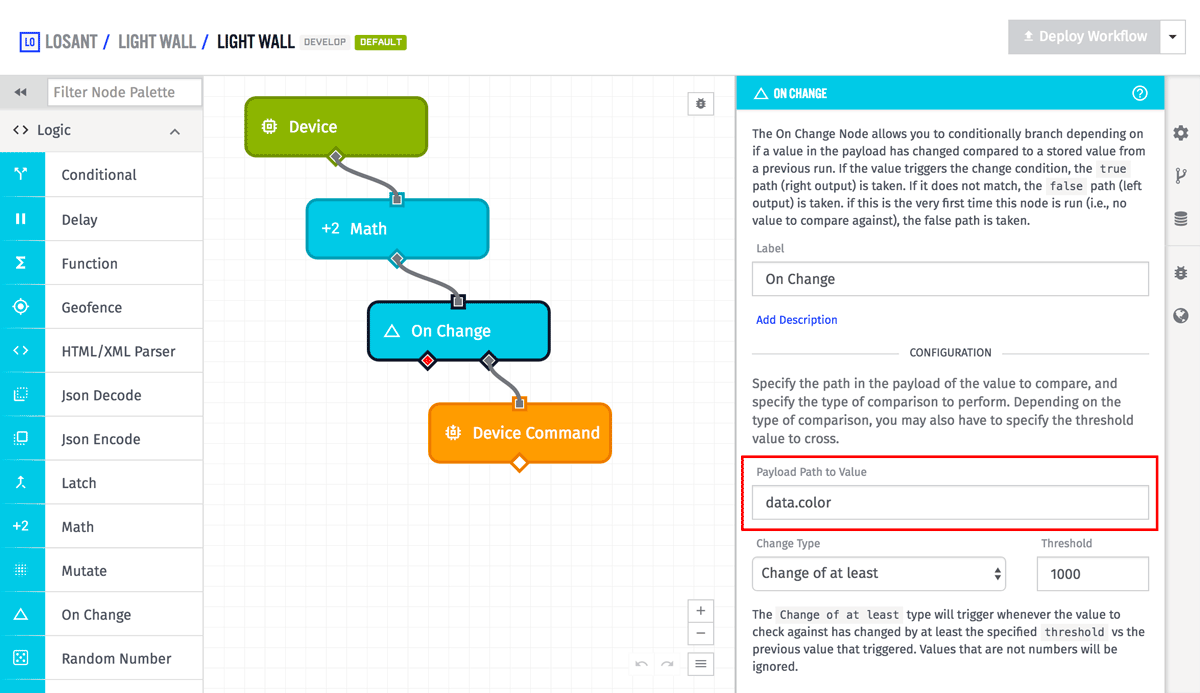 LO LOSANT / LIGHT WALL / LIGHT WALL DEVELOP DEFAULT
Deploy Workflow
Filter Node Palette
Logic
Conditional
Delay
Function
Geofence
HTML/XML Parser
Json Decode
Json Encode
Latch
+2 Math
Mutate
On Change
Random Number
Device
+2 Math
On Change
Device Command
ON CHANGE
The On Change Node allows you to conditionally branch depending on
if a value in the payload has changed compared to a stored value from
a previous run. If the value triggers the change condition, the true
path (right output) is taken. If it does not match, the false path (left
output) is taken. if this is the very first time this node is run (i.e., no
value to compare against), the false path is taken.
Label
On Change
Add Description
CONFIGURATION
Specify the path in the payload of the value to compare, and
specify the type of comparison to perform. Depending on the
type of comparison, you may also have to specify the threshold
value to cross.
Payload Path to Value
data.color
Change Type Threshold
Change of at least 1000
The Change of at least type will trigger whenever the value to
check against has changed by at least the specified threshold vs the
previous value that triggered. Values that are not numbers will be
ignored.